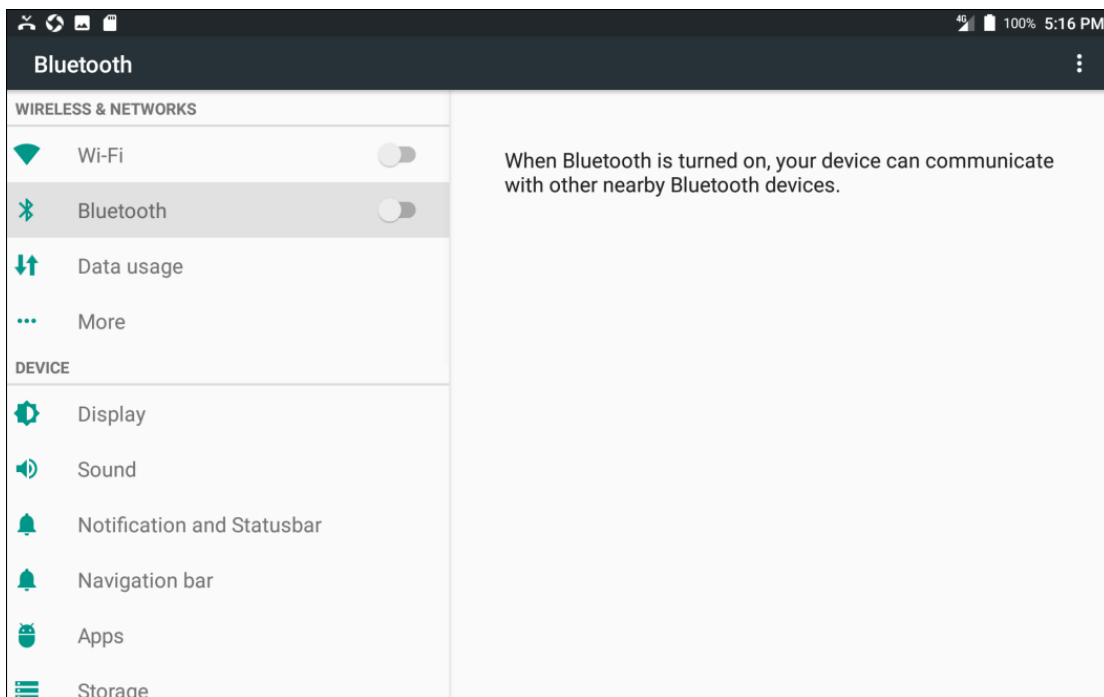 4G 100% 5:16 PM
Bluetooth
WIRELESS & NETWORKS
Wi-Fi
Bluetooth
Data usage
More
DEVICE
Display
Sound
Notification and Statusbar
Navigation bar
Apps
Storage
When Bluetooth is turned on, your device can communicate
with other nearby Bluetooth devices.